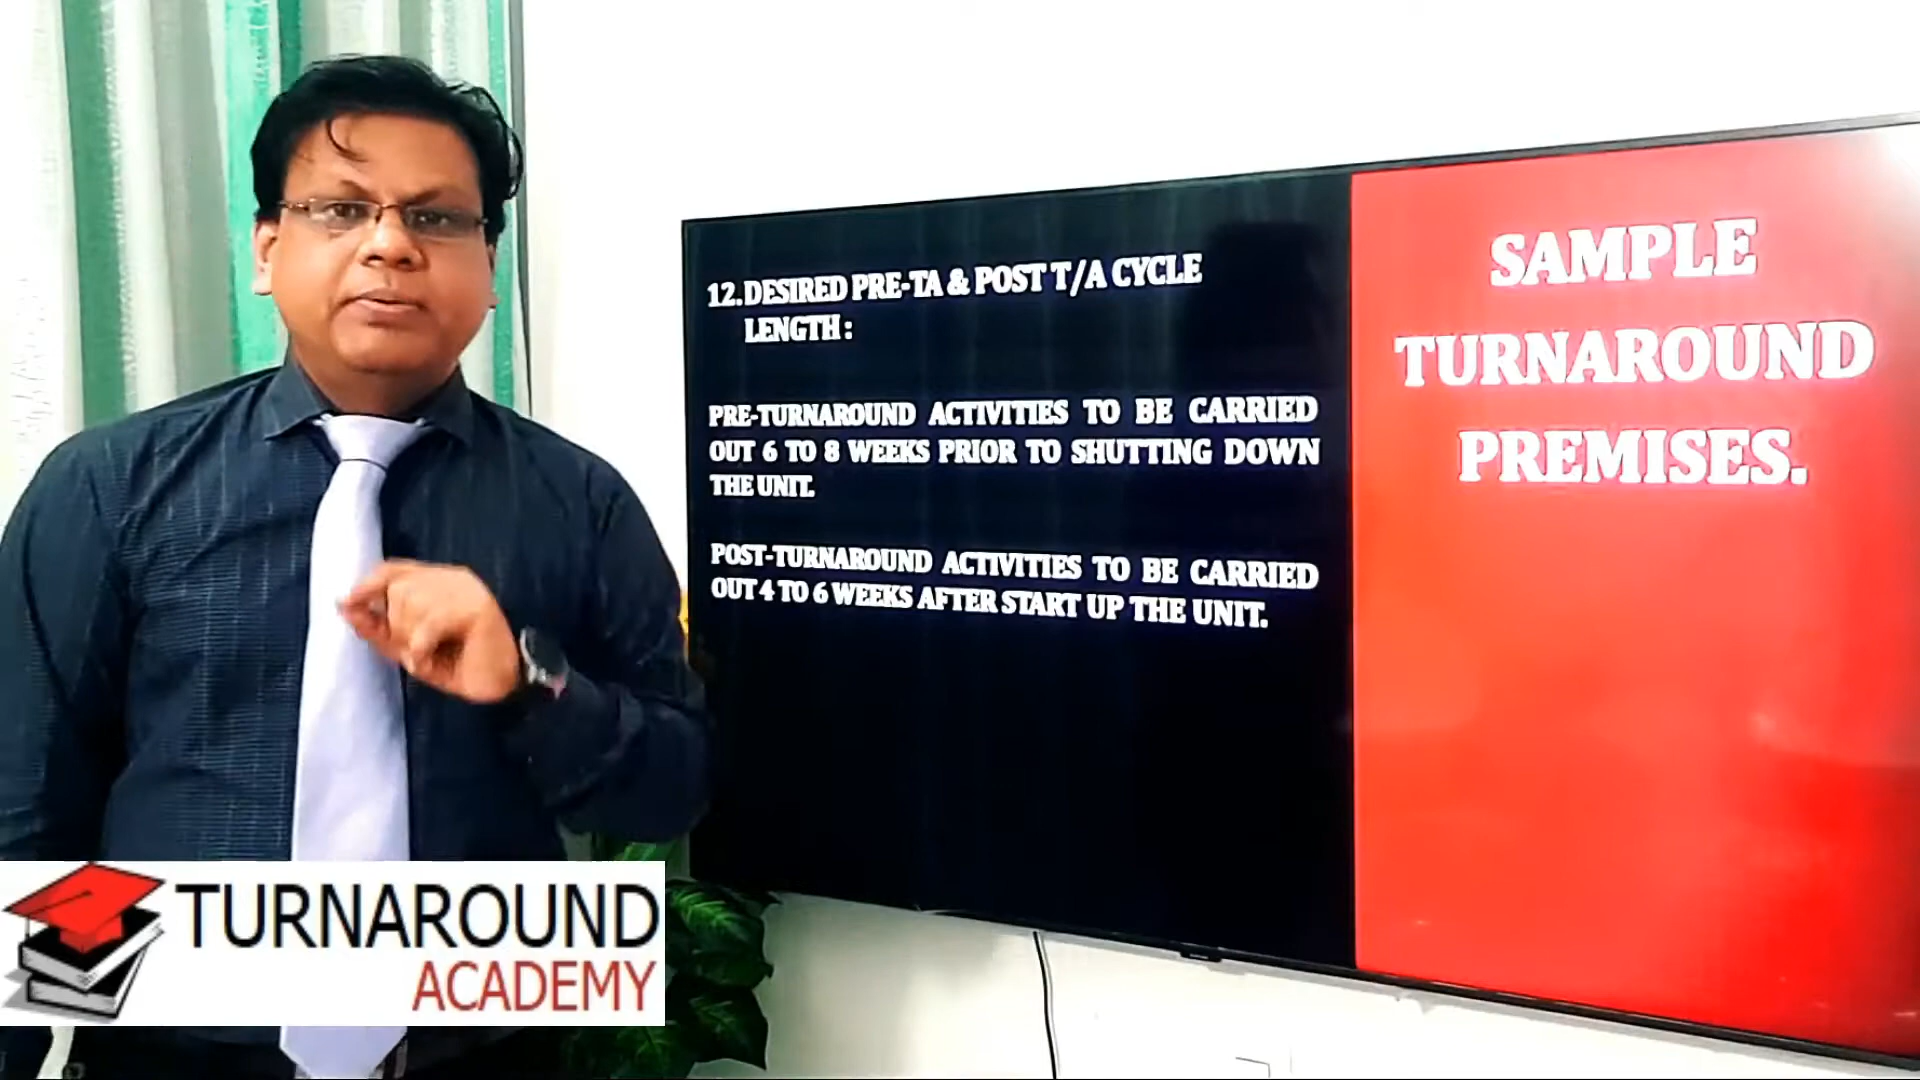 12. DESIRED PRE-TA & POST T/A CYCLE
LENGTH :
PRE-TURNAROUND ACTIVITIES TO BE CARRIED
OUT 6 TO 8 WEEKS PRIOR TO SHUTTING DOWN
THE UNIT.
POST-TURNAROUND ACTIVITIES TO BE CARRIED
OUT 4 TO 6 WEEKS AFTER START UP THE UNIT.
SAMPLE
TURNAROUND
PREMISES.
TURNAROUND
ACADEMY